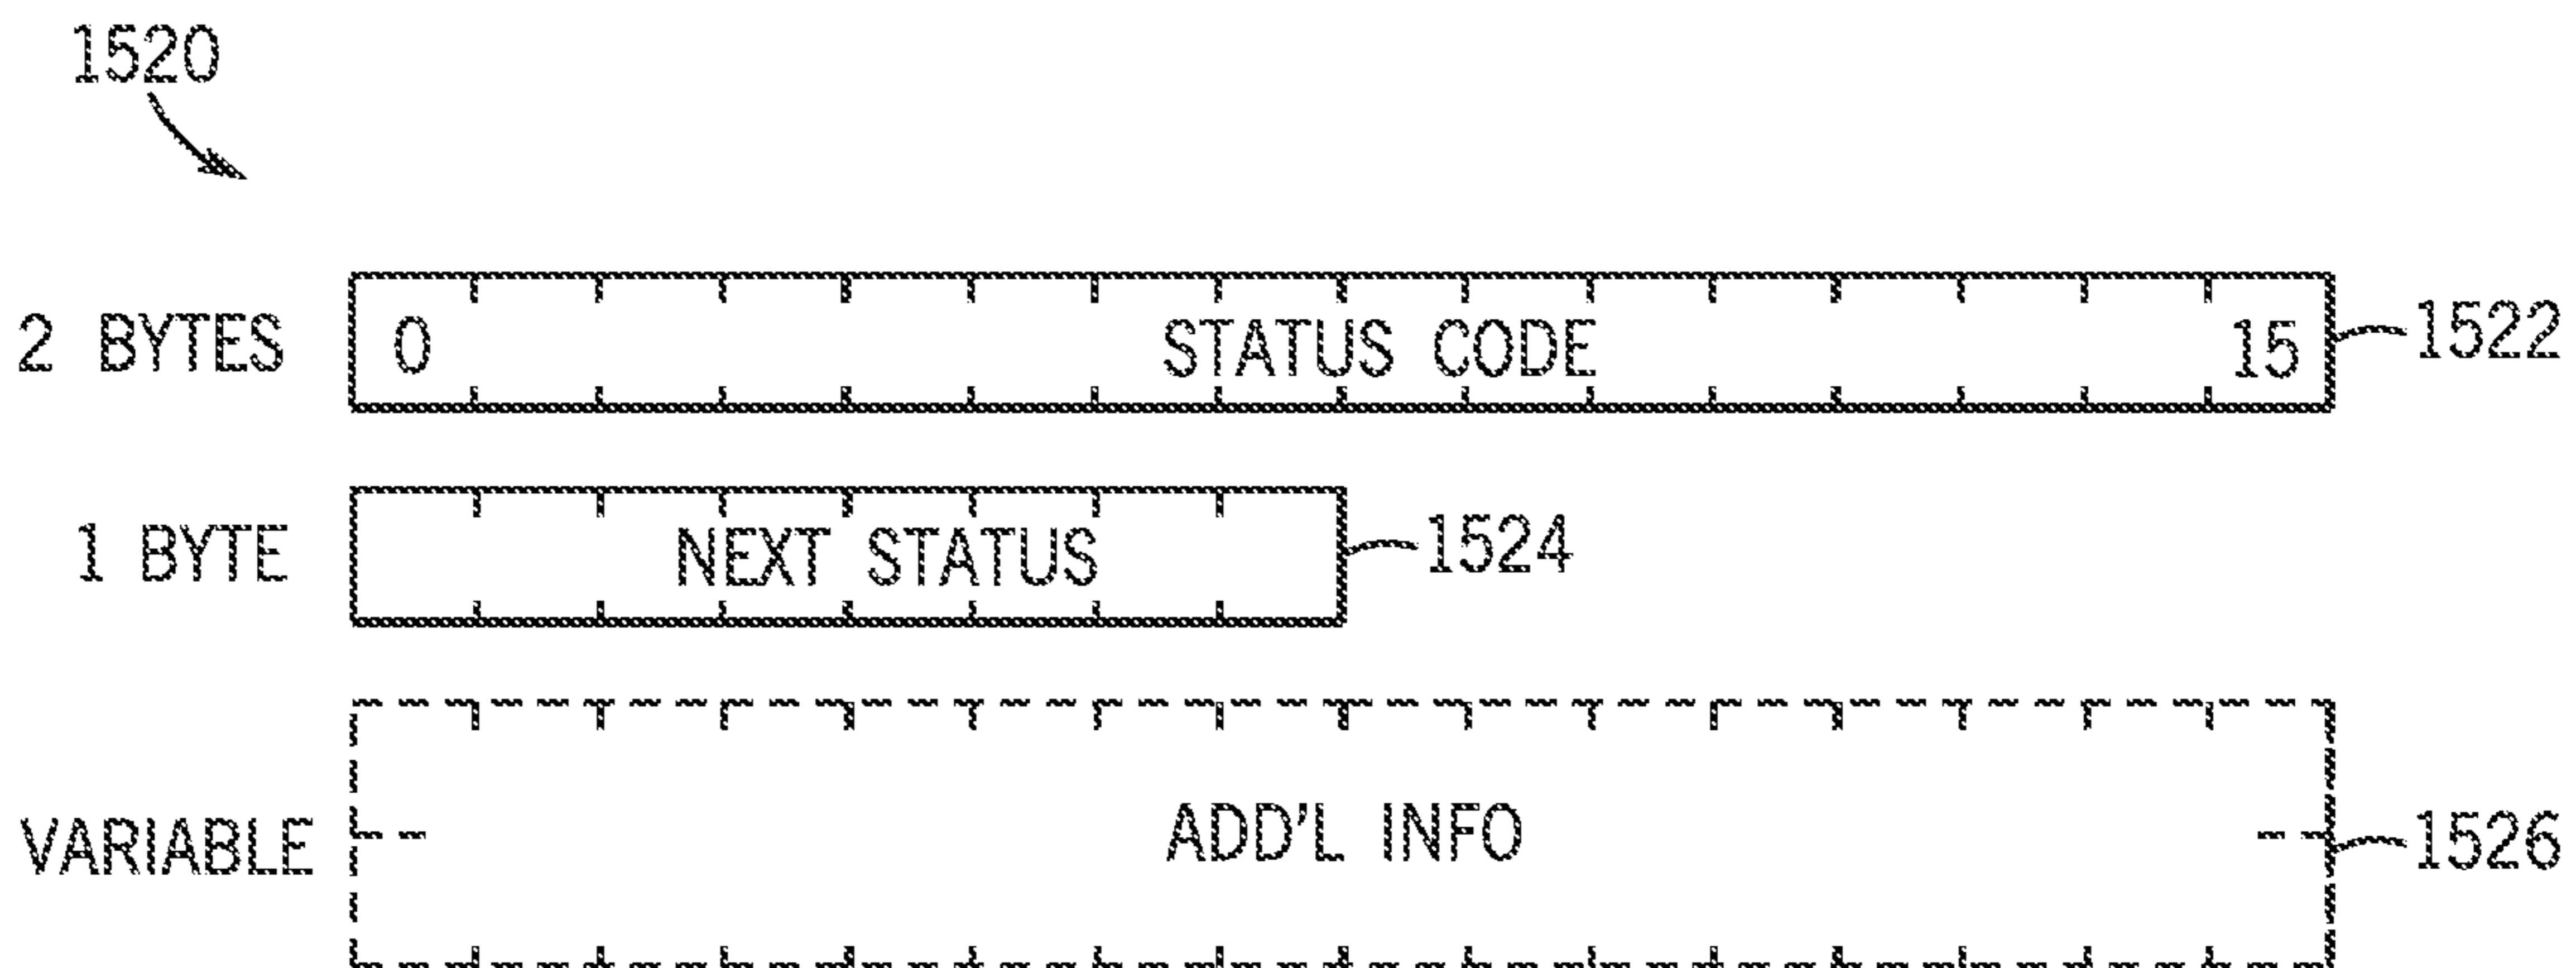 1520
2 BYTES 0 STATUS CODE 15 1522
1 BYTE NEXT STATUS 1524
VARIABLE ADD'L INFO 1526